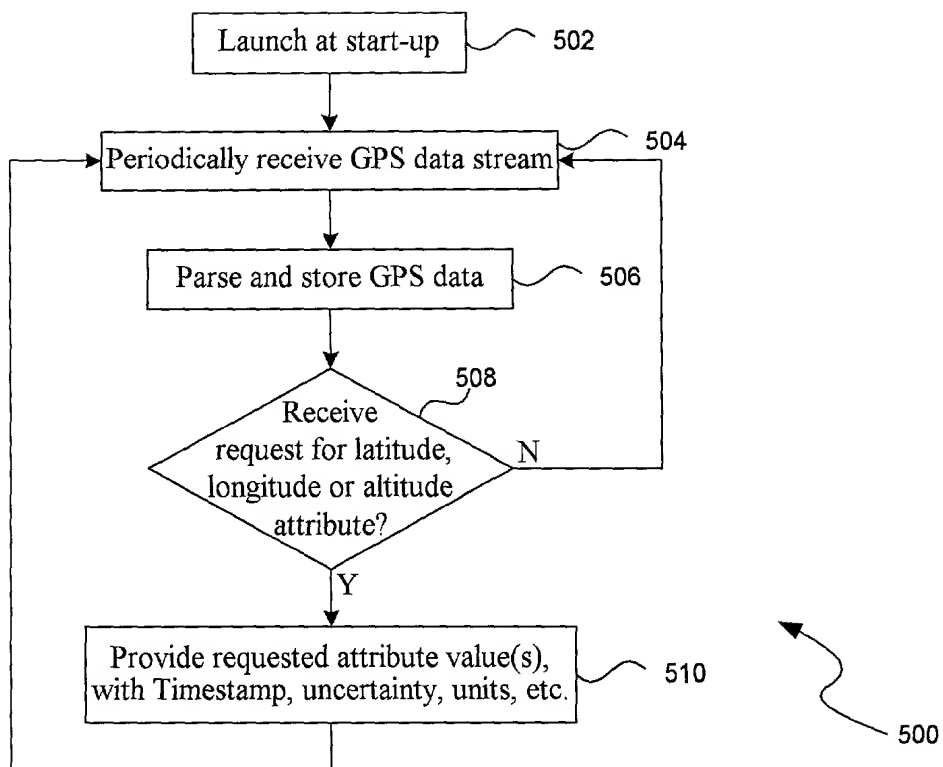 Launch at start-up
502
Periodically receive GPS data stream
504
Parse and store GPS data
506
508
Receive
request for latitude,
longitude or altitude
attribute?
N
Y
Provide requested attribute value(s),
with Timestamp, uncertainty, units, etc.
510
500